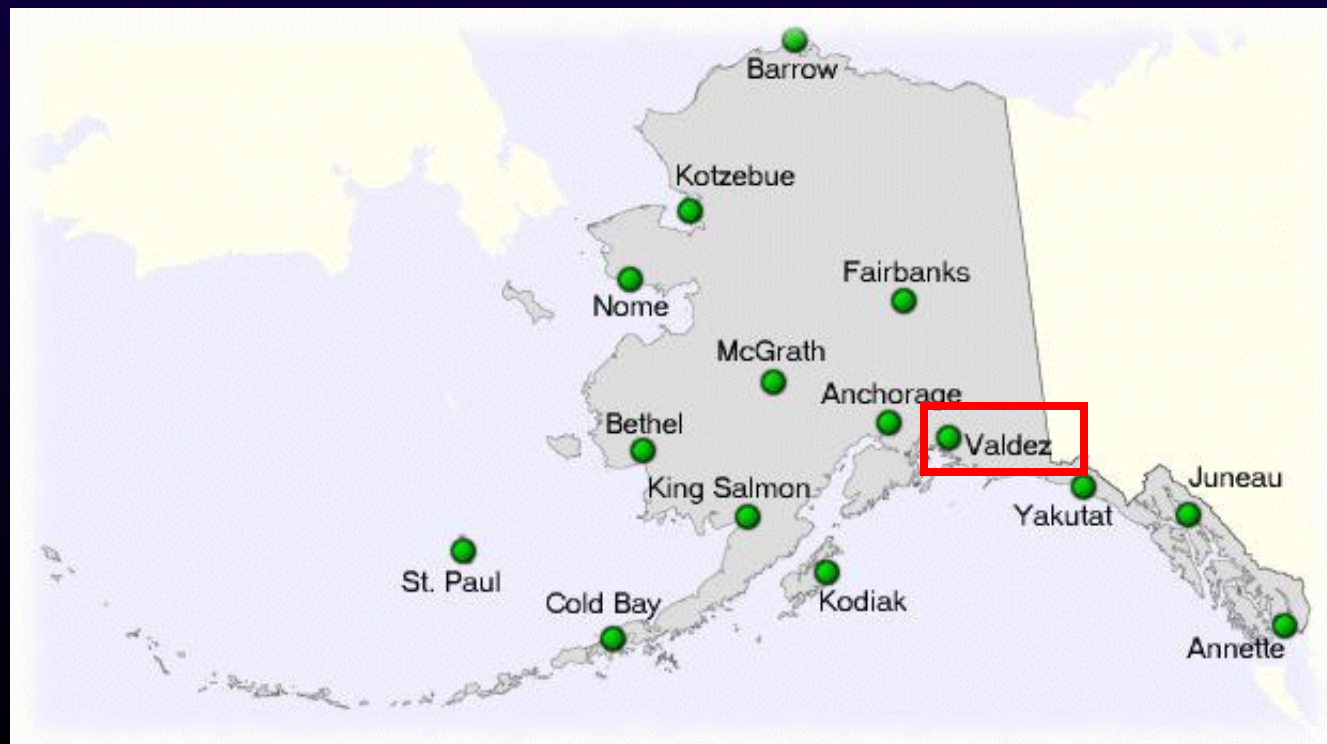 Barrow
Kotzebue
Fairbanks
Nome
McGrath
Anchorage
Bethel
Valdez
King Salmon
Juneau
Yakutat
St. Paul
Cold Bay
Kodiak
Annette